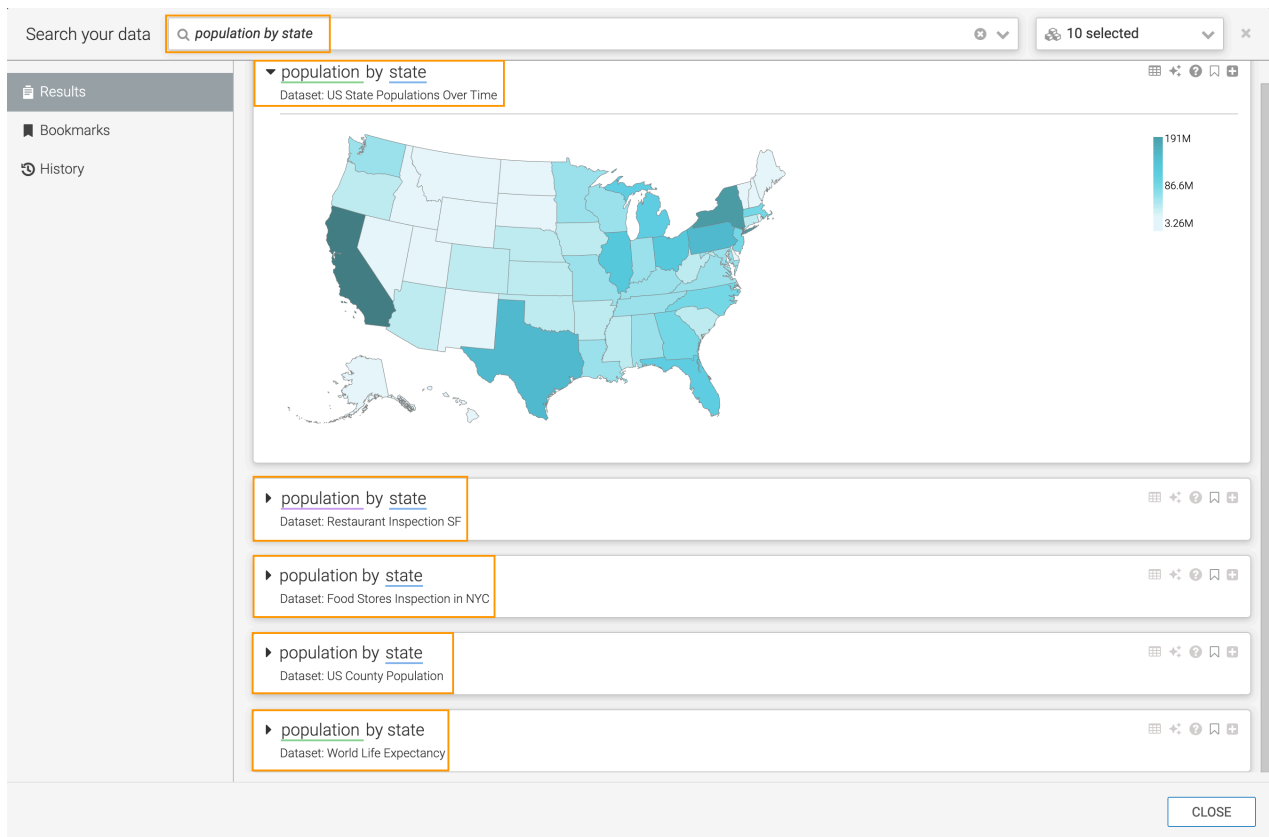 Search your data
population by state
10 selected
Results
Bookmarks
History
population by state
Dataset: US State Populations Over Time
191M
86.6M
3.26M
population by state
Dataset: Restaurant Inspection SF
population by state
Dataset: Food Stores Inspection in NYC
population by state
Dataset: US County Population
population by state
Dataset: World Life Expectancy
CLOSE